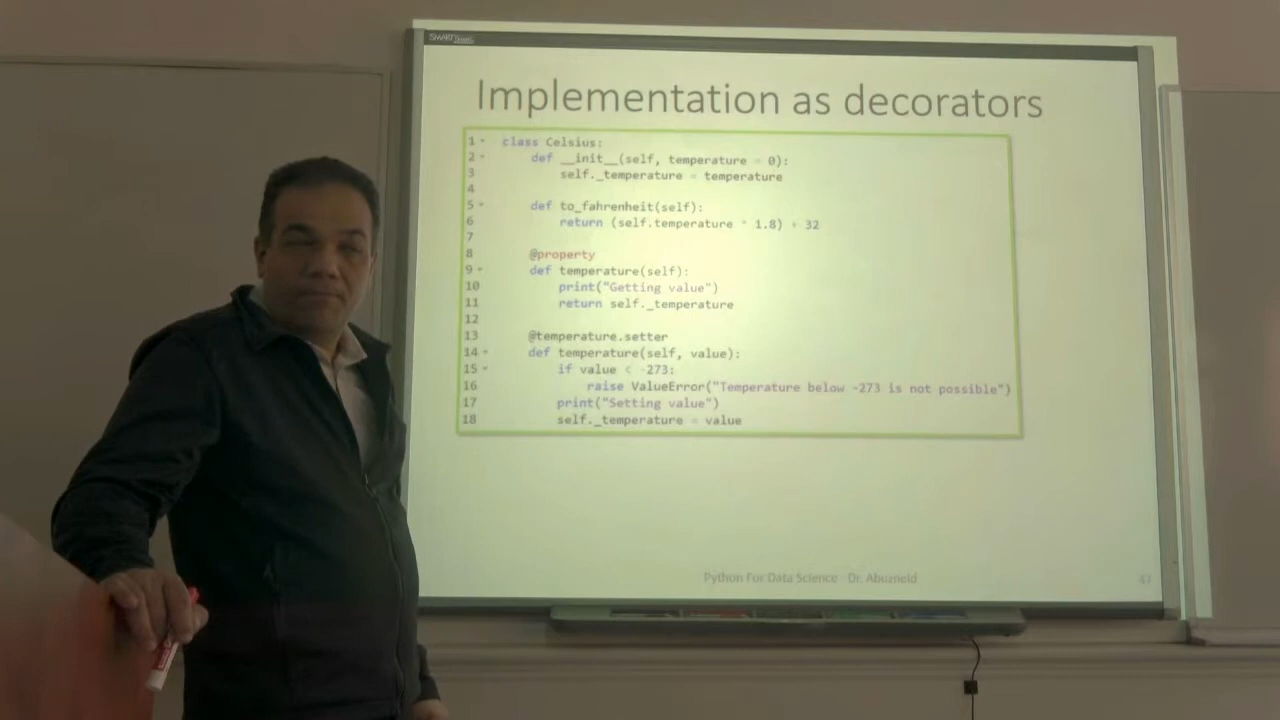 SMART
Implementation as decorators
1 class Celsius:
2 def __init__(self, temperature = 0):
3 self._temperature = temperature
4
5 def to_fahrenheit(self):
6 return (self.temperature * 1.8) + 32
7
8 @property
9 def temperature(self):
10 print("Getting value")
11 return self._temperature
12
13 @temperature.setter
14 def temperature(self, value):
15 if value < -273:
16 raise ValueError("Temperature below -273 is not possible")
17 print("Setting value")
18 self._temperature = value
Python For Data Science - Dr. Abuzneid
47